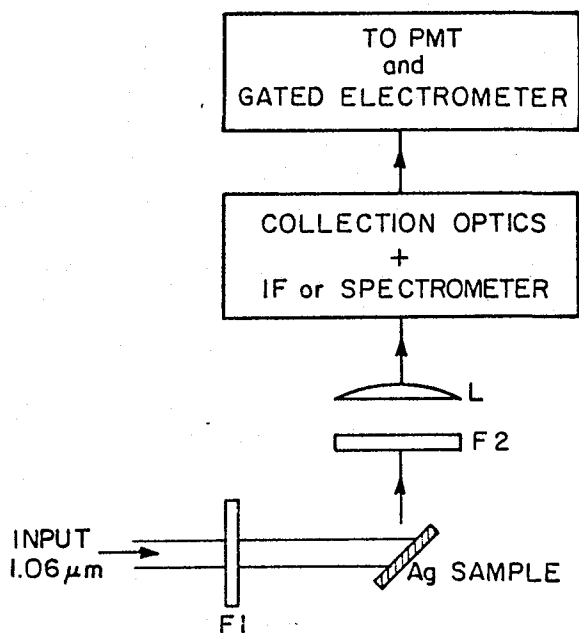 TO PMT
and
GATED ELECTROMETER
COLLECTION OPTICS
+
IF or SPECTROMETER
L
F2
INPUT
1.06 μm
Ag SAMPLE
F1